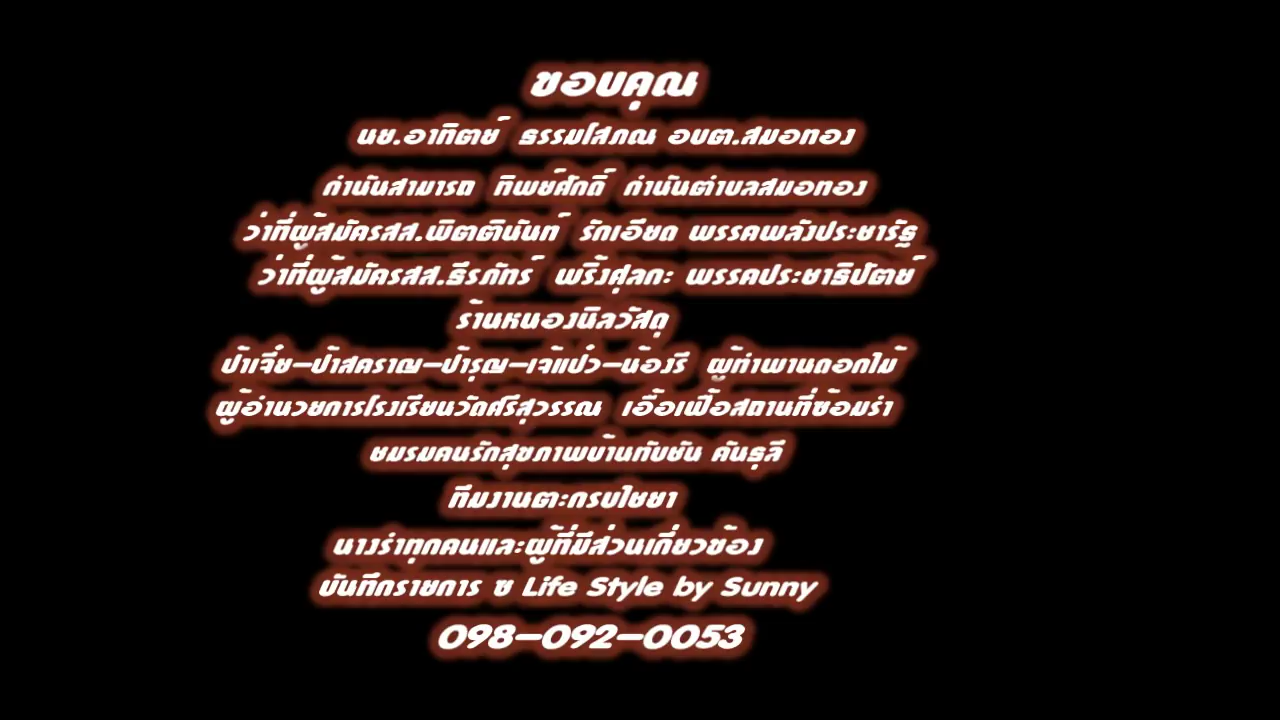 ขอบคุณ
นย.อาทิตย์ ธรรมโสภณ อบต.สมอทอง
กำนันสามารถ ทิพย์ศักดิ์ กำนันตำบลสมอทอง
ว่าที่ผู้สมัครสส.พิตตินันท์ รักเอียด พรรคพลังประชารัฐ
ว่าที่ผู้สมัครสส.ธีรภัทร์ พริ้งศุลกะ พรรคประชาธิปัตย์
ร้านหนองนิลวัสดุ
ป้าเจี๊ย-ป้าสคราญ-ป้ารุญ-เจ้แป๋ว-น้องรี ผู้ทำพานดอกไม้
ผู้อำนวยการโรงเรียนวัดศรีสุวรรณ เอื้อเฟื้อสถานที่ซ้อมรำ
ชมรมคนรักสุขภาพบ้านทับชัน คันธุลี
ทีมงานตะกรบไชยา
นางรำทุกคนและผู้ที่มีส่วนเกี่ยวข้อง
บันทึกรายการ ช Life Style by Sunny
098-092-0053